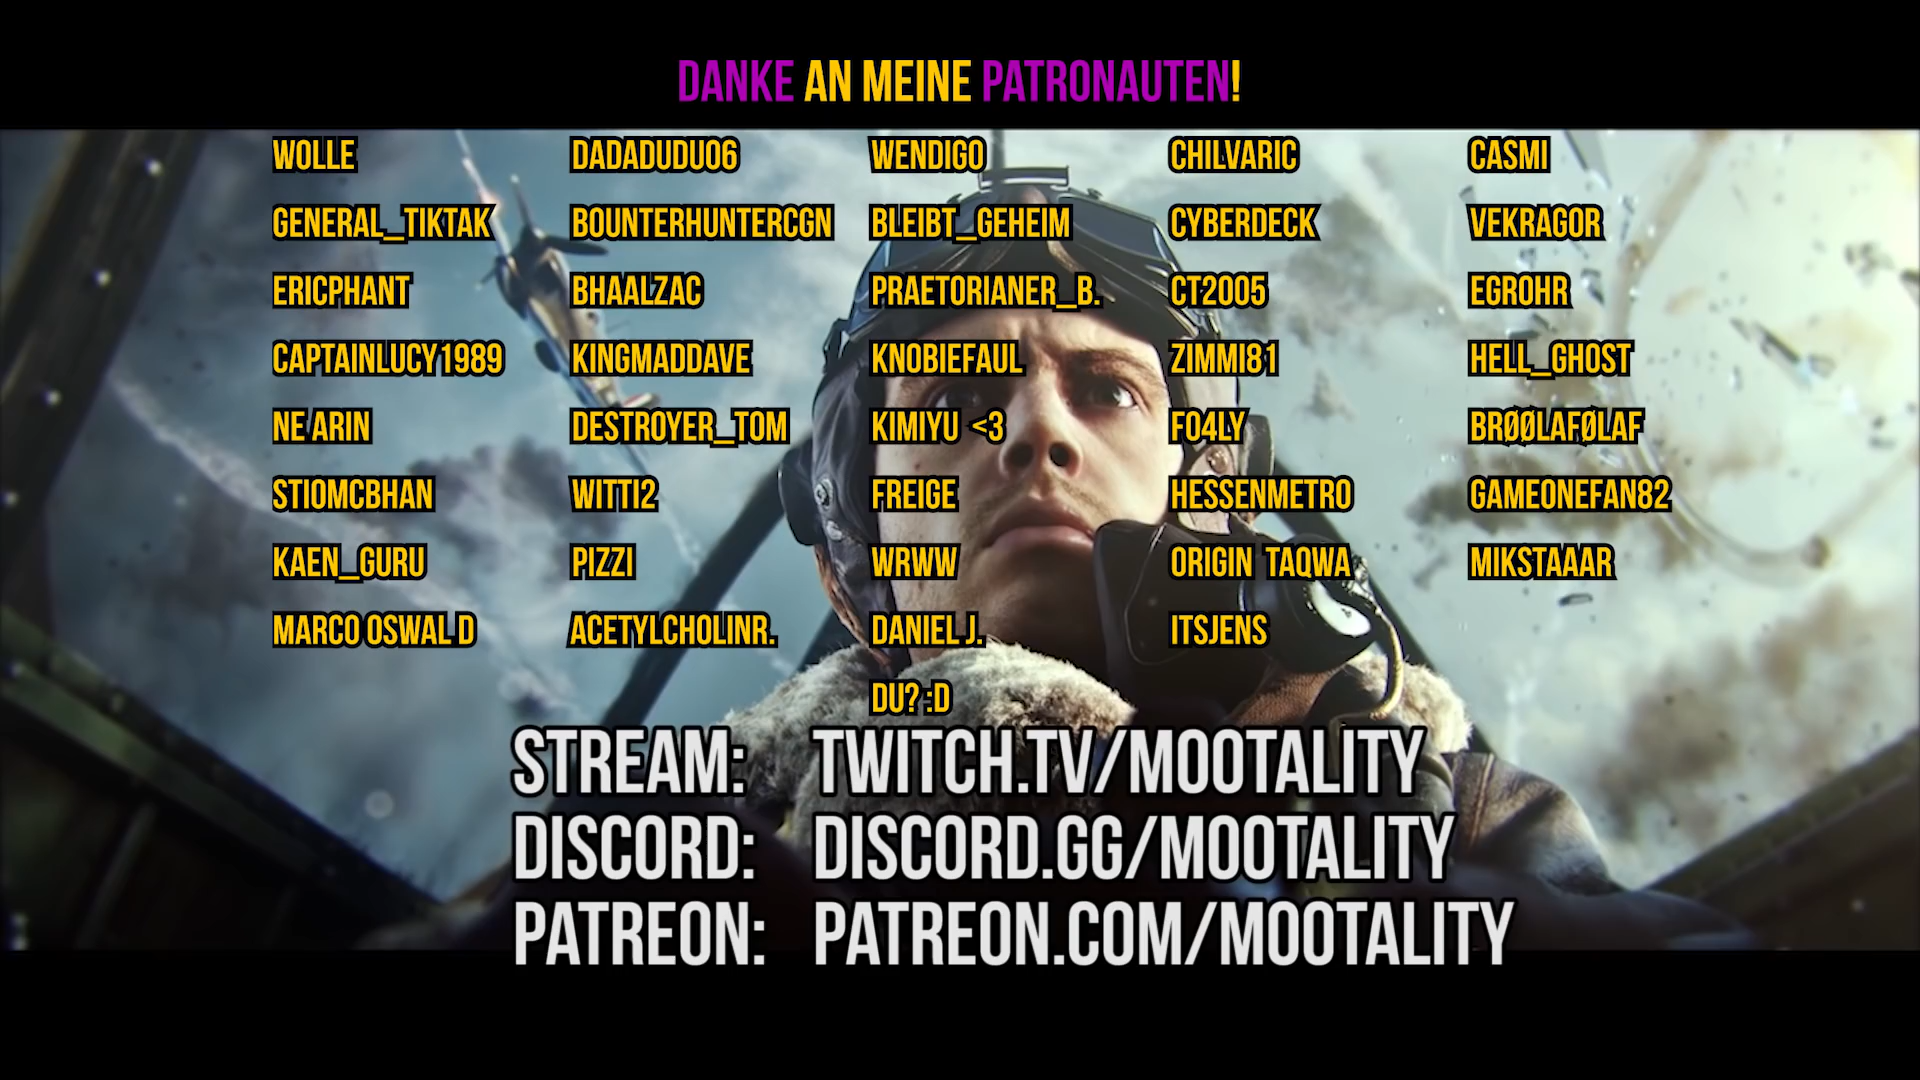 DANKE AN MEINE PATRONAUTEN!
WOLLE DADADUDU06 WENDIGO CHILVARIC CASMI
GENERAL_TIKTAK BOUNTERHUNTERCGN BLEIBT_GEHEIM CYBERDECK VEKRAGOR
ERICPHANT BHAALZAC PRAETORIANER_B. CT2005 EGROHR
CAPTAINLUCY1989 KINGMADDAVE KNOBIEFAUL ZIMMI81 HELL_GHOST
NE ARIN DESTROYER_TOM KIMIYU <3 FO4LY BRØØLAFØLAF
STIOMCBHAN WITTI2 FREIGE HESSENMETRO GAMEONEFAN82
KAEN_GURU PIZZI WRWW ORIGIN TAQWA MIKSTAAAR
MARCO OSWALD ACETYLCHOLINR. DANIEL J. ITSJENS
DU? :D
STREAM: TWITCH.TV/MOOTALITY
DISCORD: DISCORD.GG/MOOTALITY
PATREON: PATREON.COM/MOOTALITY